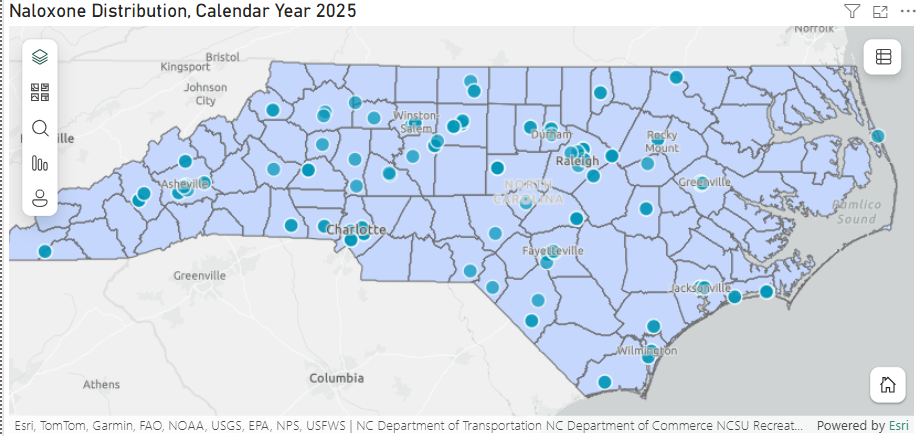 Naloxone Distribution, Calendar Year 2025
Norfolk
Bristol
Kingsport
Johnson
City
Winston-
Salem
Durham
Rocky
Mount
Raleigh
Asheville
Greenville
NORTH
CAROLINA
Pamlico
Sound
Charlotte
Fayetteville
Greenville
Jacksonville
Wilmington
Columbia
Athens
Esri, TomTom, Garmin, FAO, NOAA, USGS, EPA, NPS, USFWS | NC Department of Transportation NC Department of Commerce NCSU Recreat...
Powered by Esri